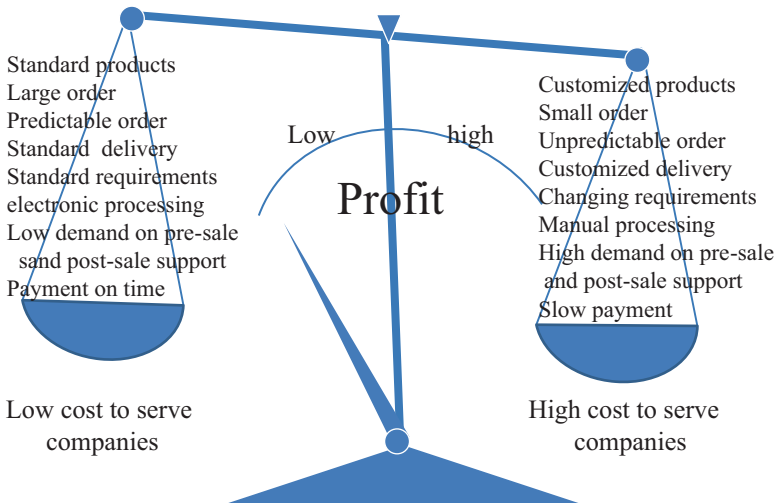 Standard products
Large order
Predictable order
Standard delivery
Standard requirements
electronic processing
Low demand on pre-sale
sand post-sale support
Payment on time
Low cost to serve
companies
Low
high
Profit
Customized products
Small order
Unpredictable order
Customized delivery
Changing requirements
Manual processing
High demand on pre-sale
and post-sale support
Slow payment
High cost to serve
companies